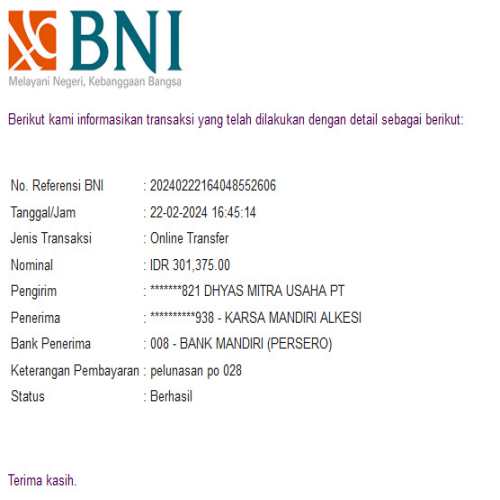 BNI
Melayani Negeri, Kebanggaan Bangsa
Berikut kami informasikan transaksi yang telah dilakukan dengan detail sebagai berikut:
No. Referensi BNI : 20240222164048552606
Tanggal/Jam : 22-02-2024 16:45:14
Jenis Transaksi : Online Transfer
Nominal : IDR 301,375.00
Pengirim : *******821 DHYAS MITRA USAHA PT
Penerima : **********938 - KARSA MANDIRI ALKESI
Bank Penerima : 008 - BANK MANDIRI (PERSERO)
Keterangan Pembayaran : pelunasan po 028
Status : Berhasil
Terima kasih.